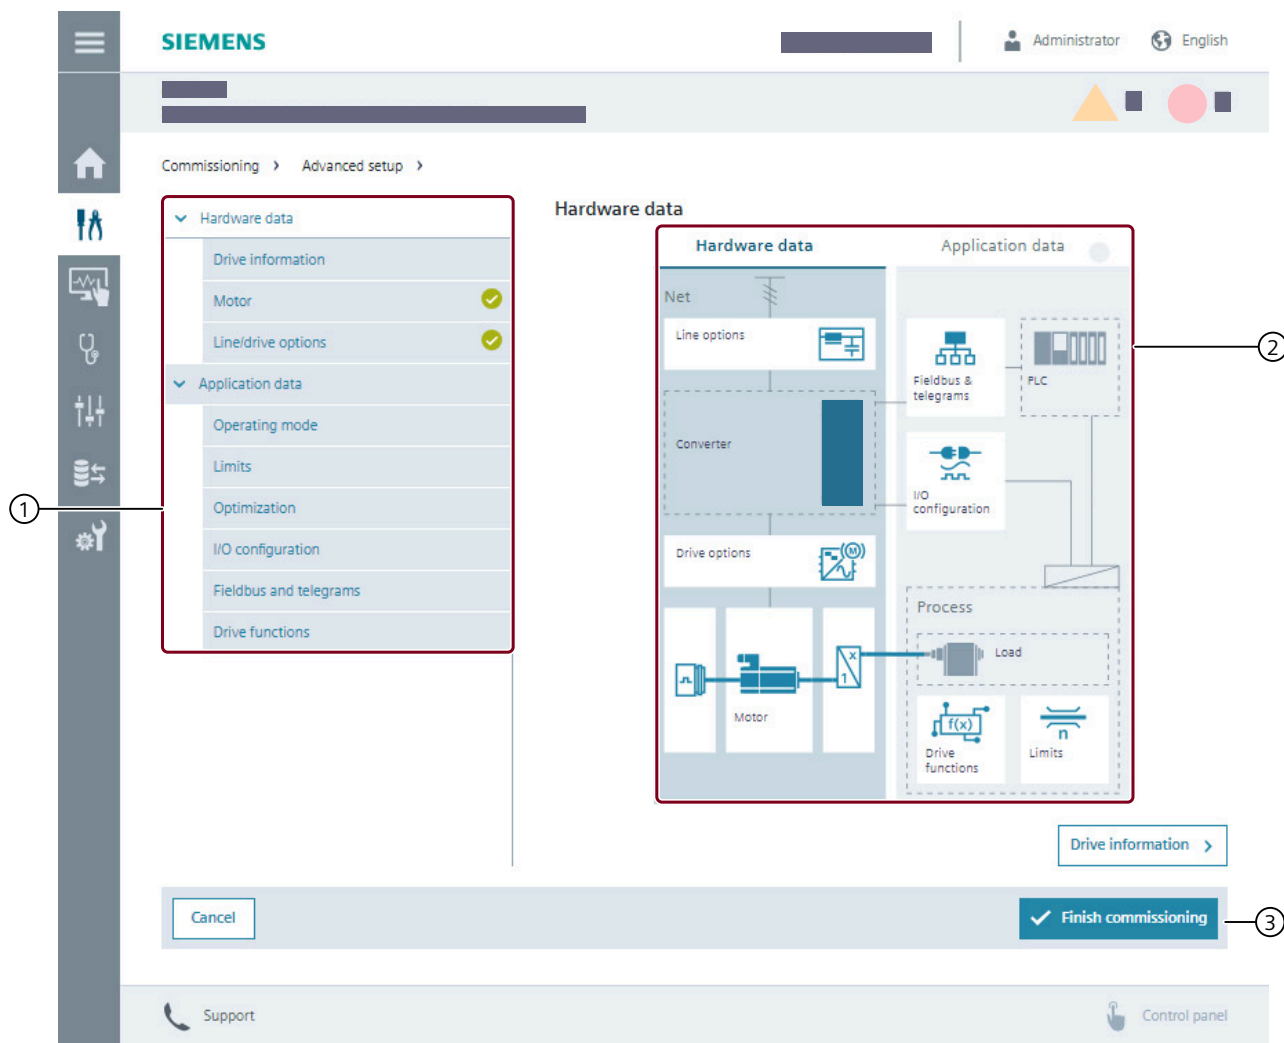 SIEMENS
Administrator
English
Commissioning > Advanced setup >
Hardware data
Drive information
Motor
Line/drive options
Application data
Operating mode
Limits
Optimization
I/O configuration
Fieldbus and telegrams
Drive functions
1
Hardware data
Hardware data
Application data
Net
Line options
Converter
Drive options
Motor
x
1
Fieldbus &
telegrams
PLC
I/O
configuration
Process
Load
f(x)
Drive
functions
n
Limits
(M)
2
Drive information >
Cancel
Finish commissioning
3
Support
Control panel